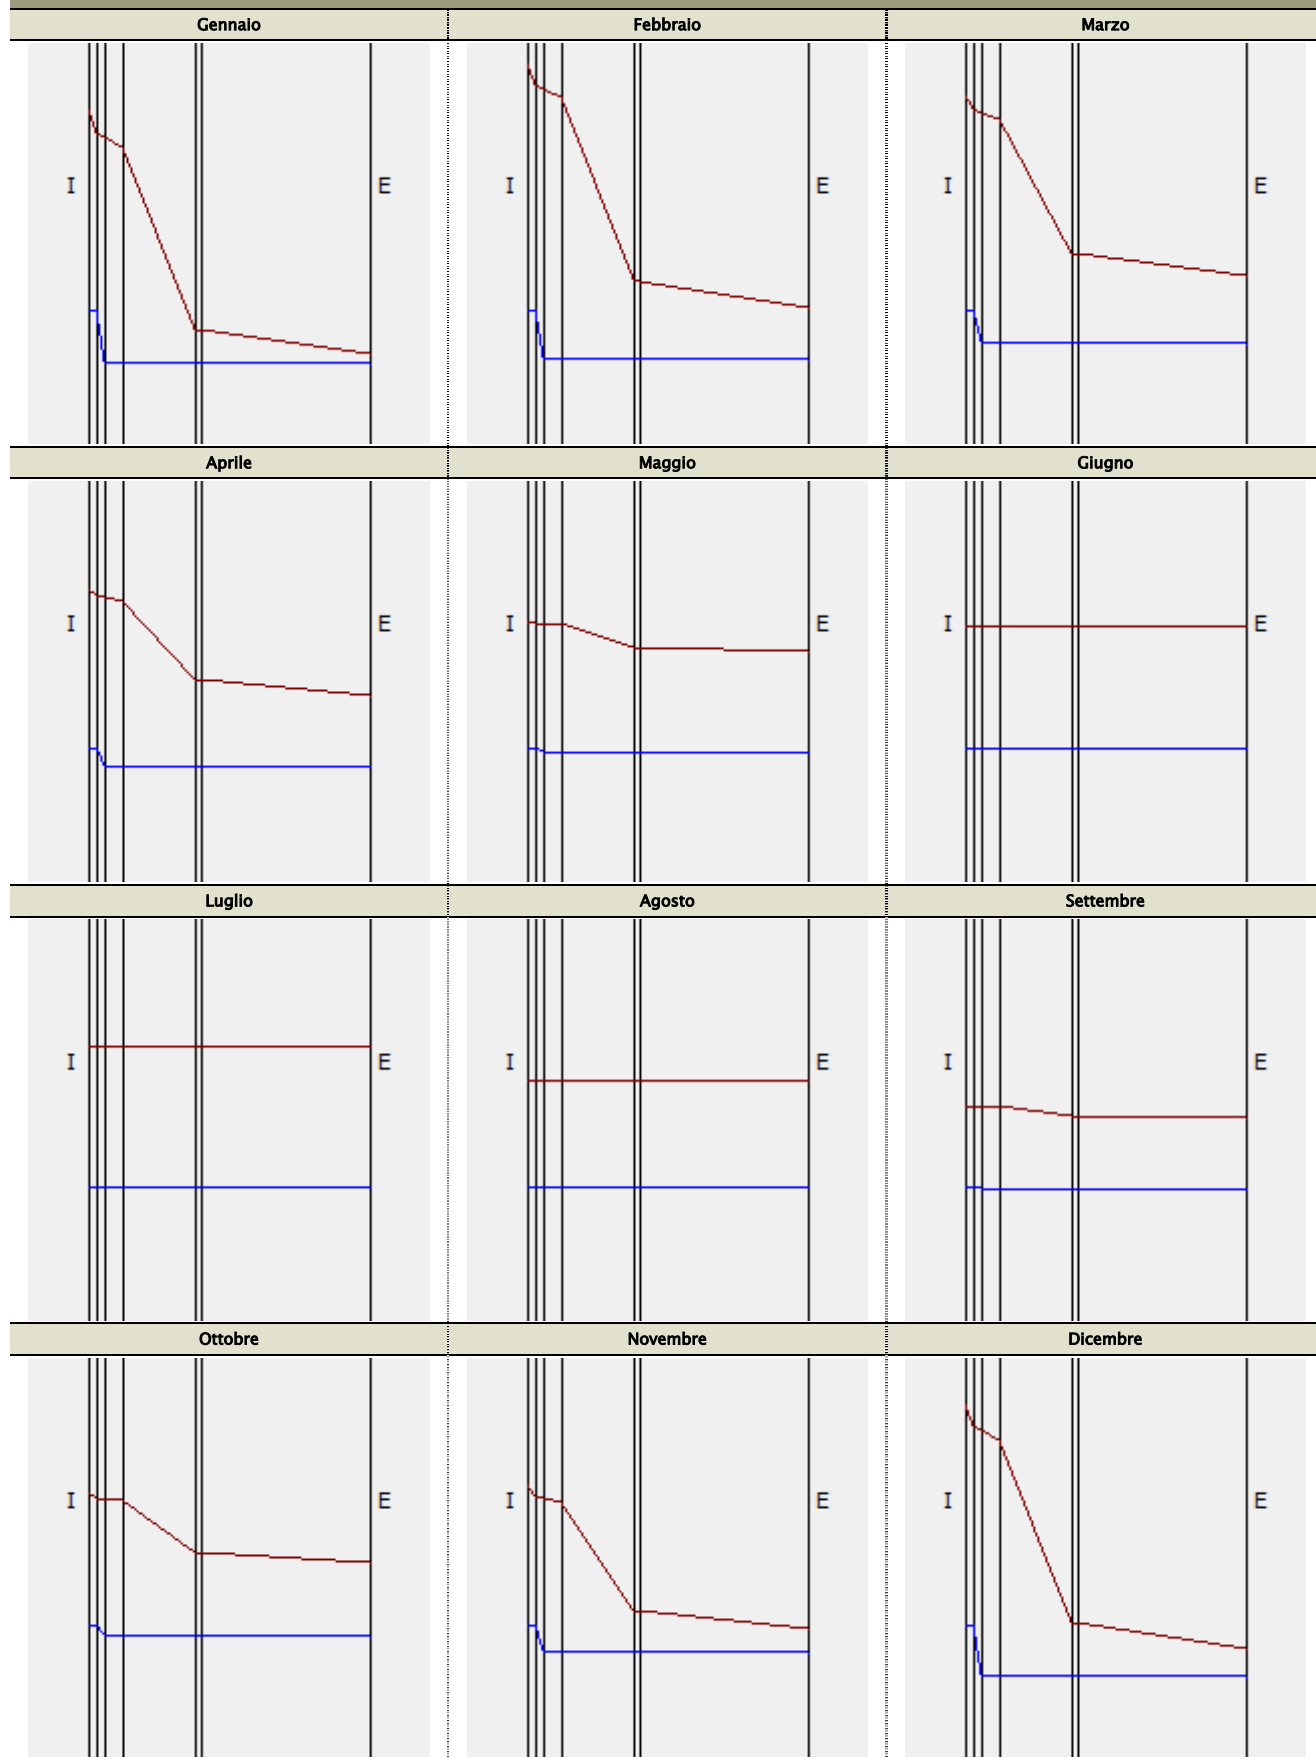 Gennaio Febbraio Marzo
I E I E I E
Aprile Maggio Giugno
I E I E I E
Luglio Agosto Settembre
I E I E I E
Ottobre Novembre Dicembre
I E I E I E